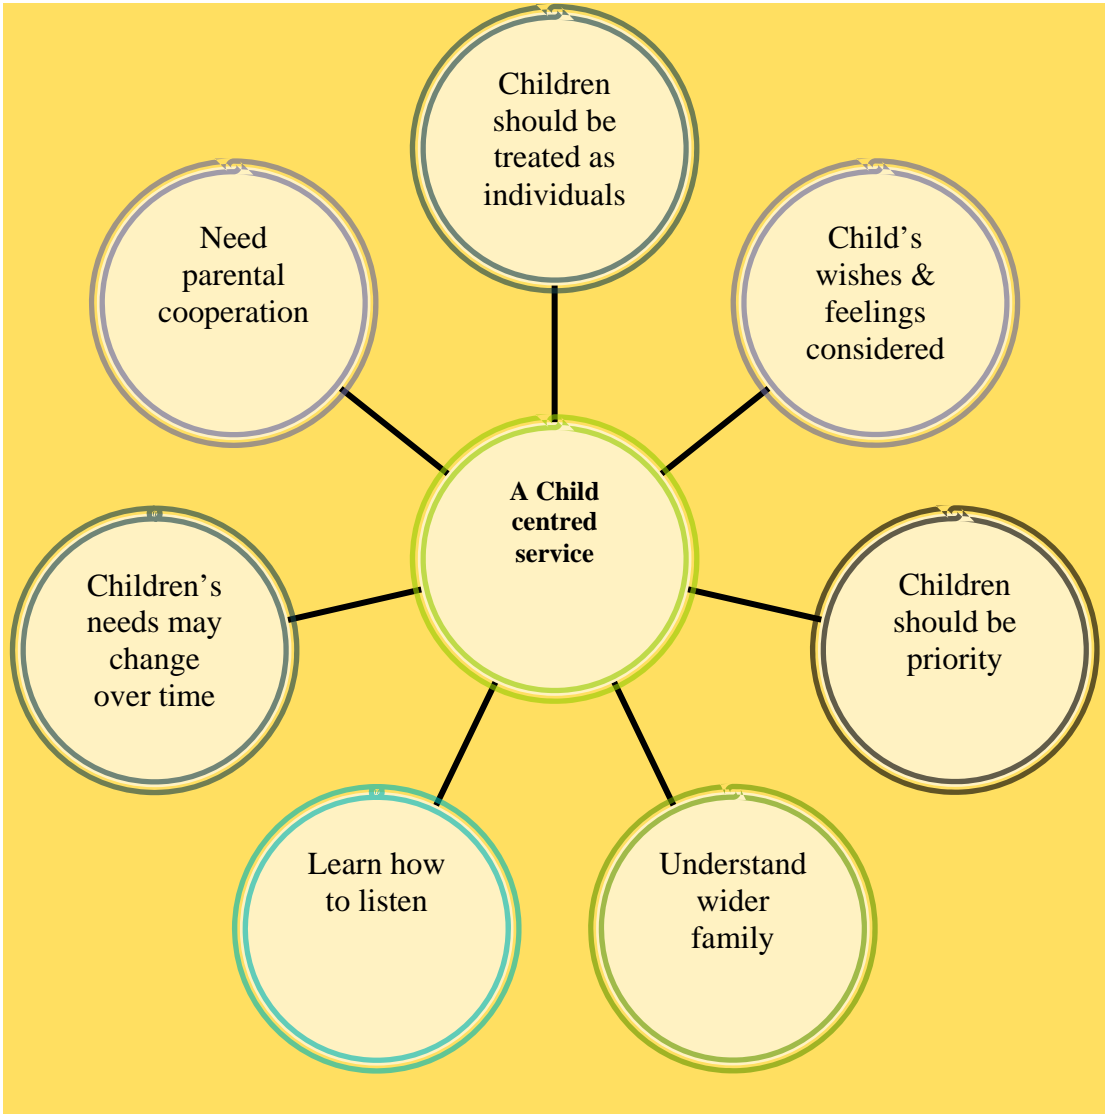 Children
should be
treated as
individuals
Need
parental
cooperation
Child’s
wishes &
feelings
considered
A Child
centred
service
Children’s
needs may
change
over time
Children
should be
priority
Learn how
to listen
Understand
wider
family